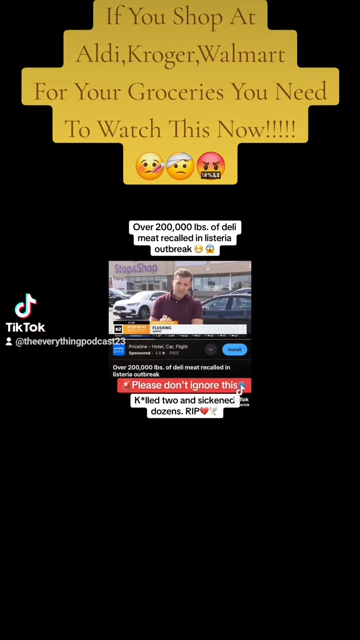 If You Shop At
Aldi,Kroger,Walmart
For Your Groceries You Need
To Watch This Now!!!!!
Over 200,000 lbs. of deli
meat recalled in listeria
outbreak
Stop&Shop
FLUSHING
Priceline - Hotel, Car, Flight
Sponsored · 4.8 ★ · FREE
Install
Over 200,000 lbs. of deli meat recalled in
listeria outbreak
🚨Please don't ignore this
K*lled two and sickened
dozens. RIP💔🕊
TikTok
@theeverythingpodcast23